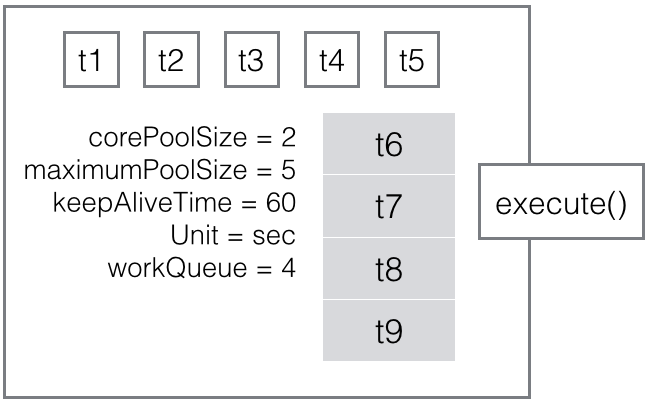 t1 t2 t3 t4 t5
corePoolSize = 2
maximumPoolSize = 5
keepAliveTime = 60
Unit = sec
workQueue = 4
t6
t7
t8
t9
execute()